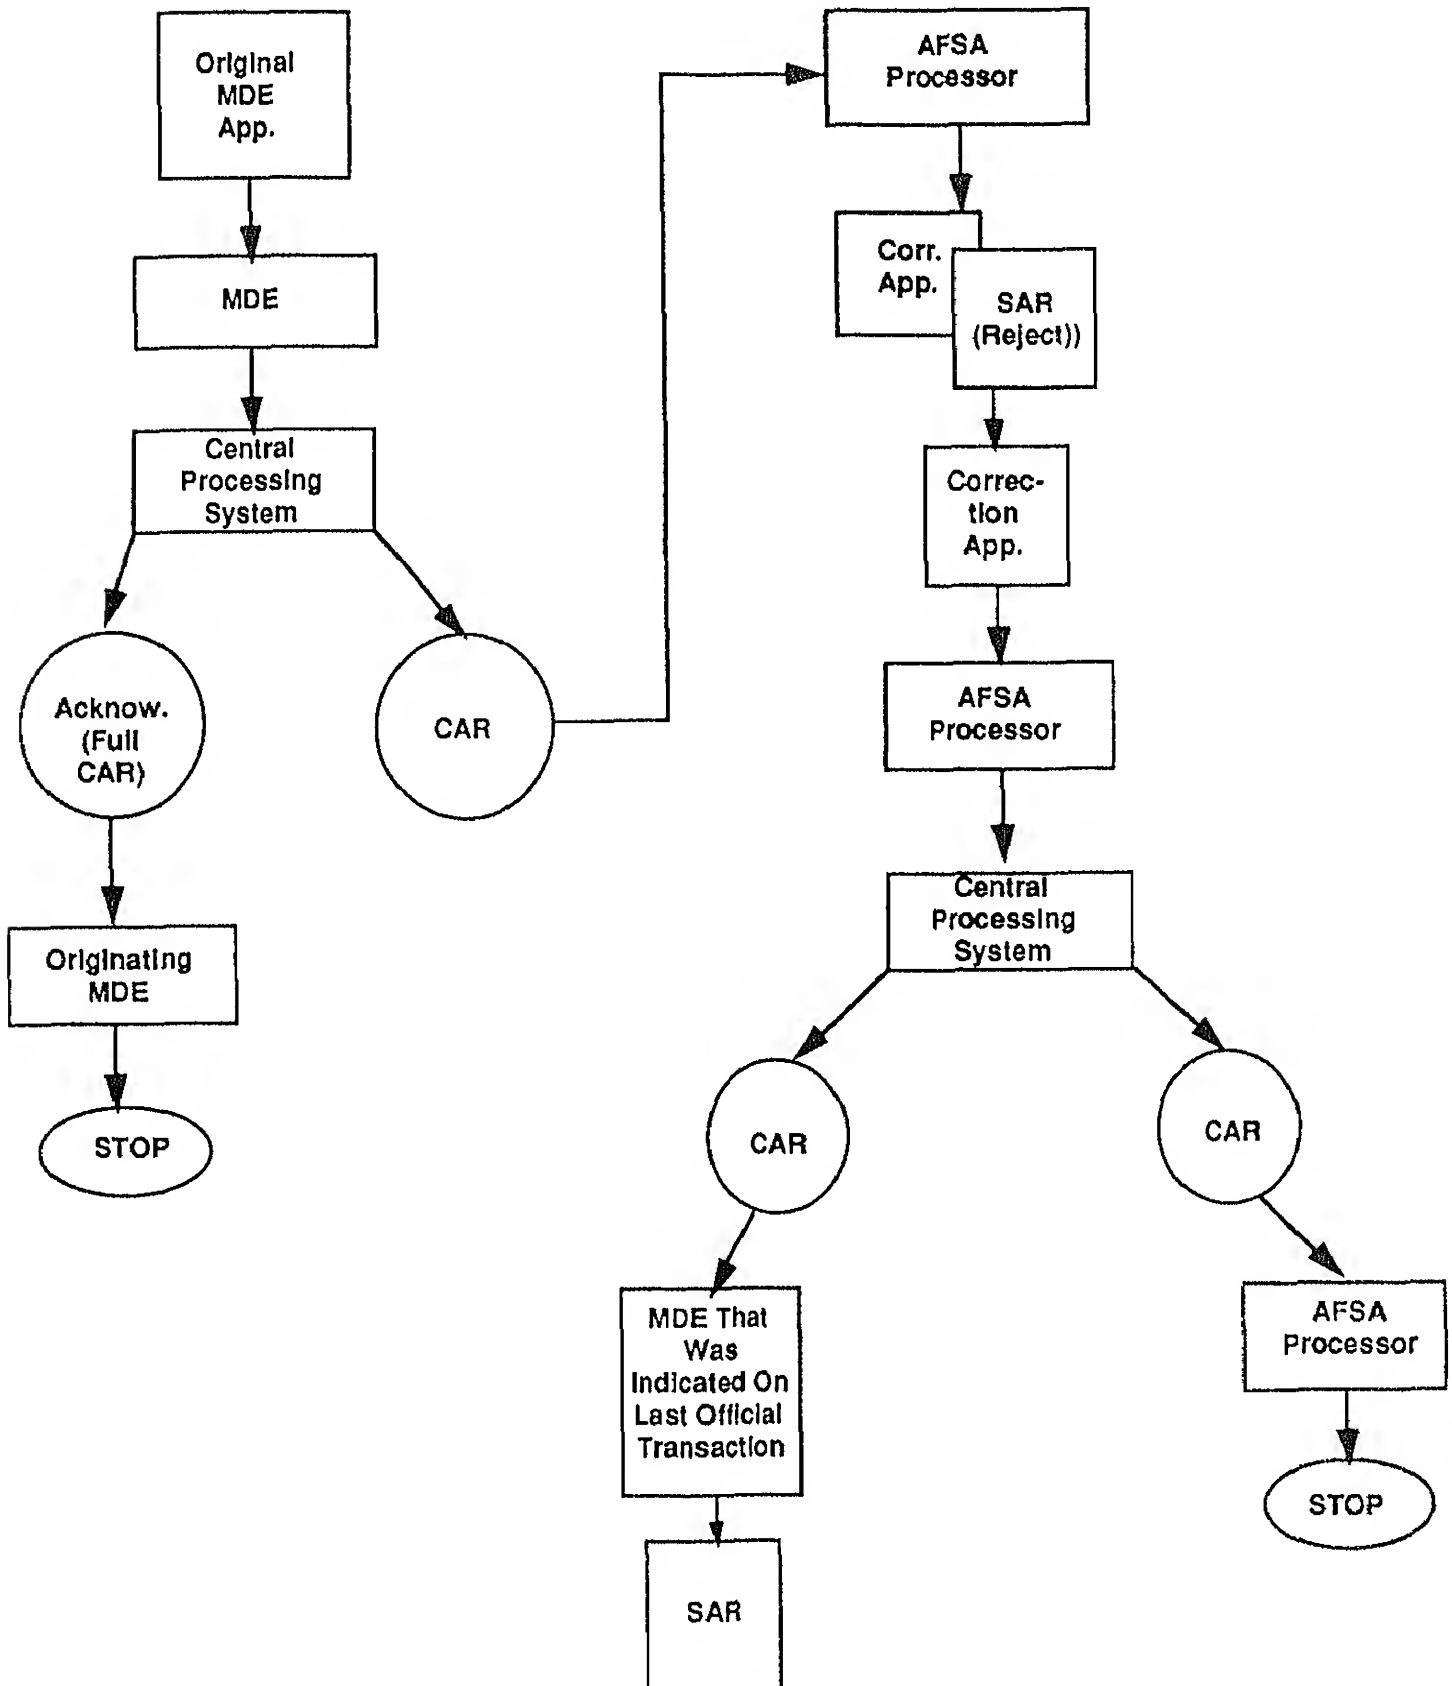 Original
MDE
App.
MDE
Central
Processing
System
Acknow.
(Full
CAR)
CAR
Originating
MDE
STOP
AFSA
Processor
Corr.
App.
SAR
(Reject))
Correc-
tion
App.
AFSA
Processor
Central
Processing
System
CAR
CAR
MDE That
Was
Indicated On
Last Official
Transaction
AFSA
Processor
STOP
SAR